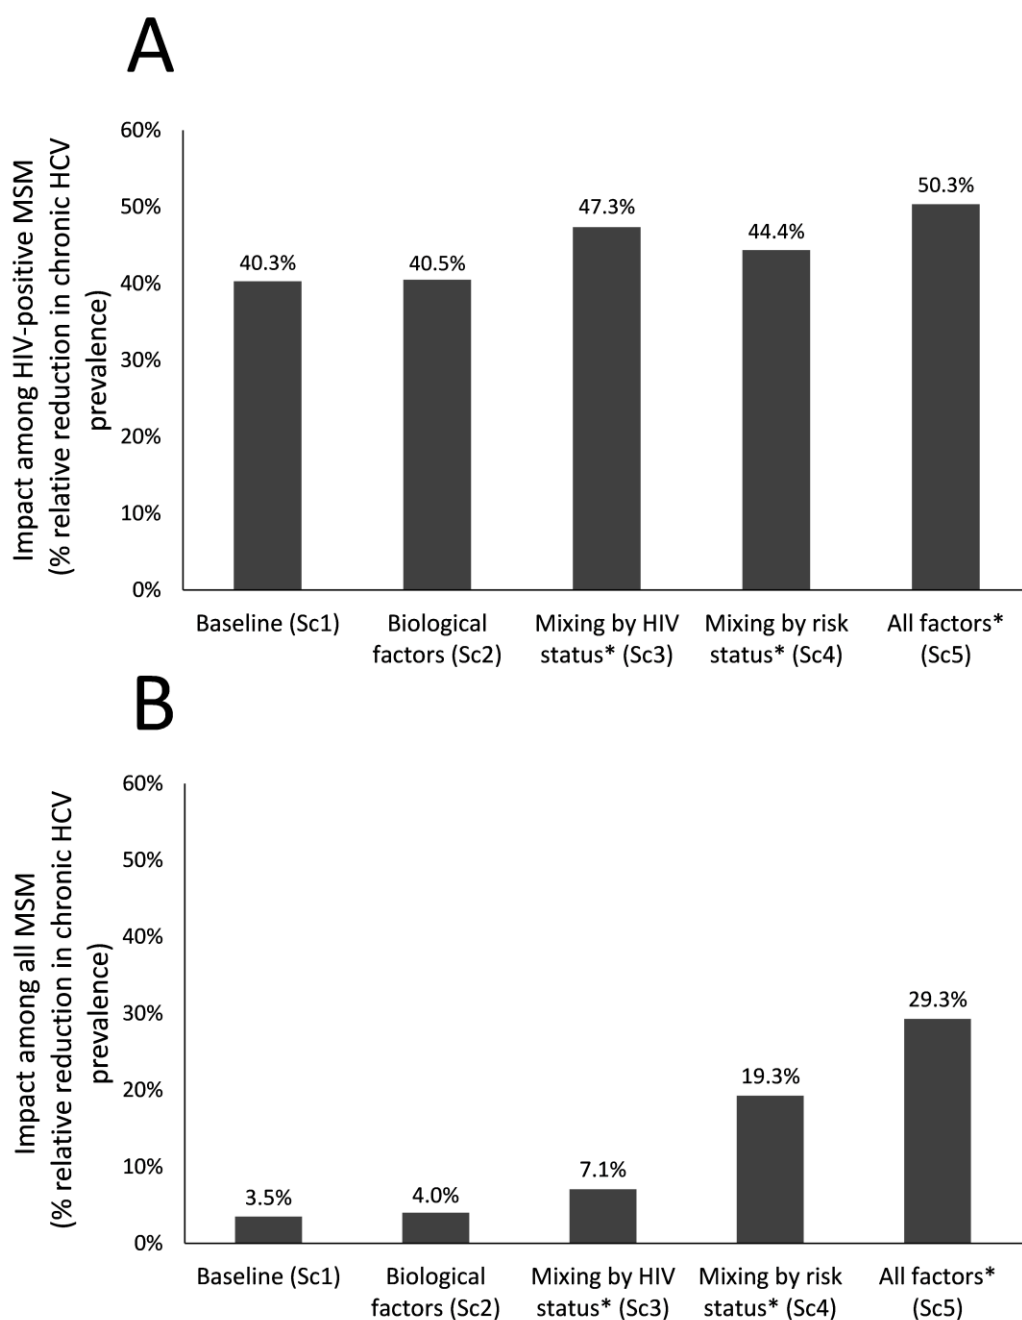 A
Impact among HIV-positive MSM
(% relative reduction in chronic HCV
prevalence)
60%
50%
40%
30%
20%
10%
0%
40.3%
40.5%
47.3%
44.4%
50.3%
Baseline (Sc1)
Biological
factors (Sc2)
Mixing by HIV
status* (Sc3)
Mixing by risk
status* (Sc4)
All factors*
(Sc5)
B
Impact among all MSM
(% relative reduction in chronic HCV
prevalence)
60%
50%
40%
30%
20%
10%
0%
3.5%
4.0%
7.1%
19.3%
29.3%
Baseline (Sc1)
Biological
factors (Sc2)
Mixing by HIV
status* (Sc3)
Mixing by risk
status* (Sc4)
All factors*
(Sc5)